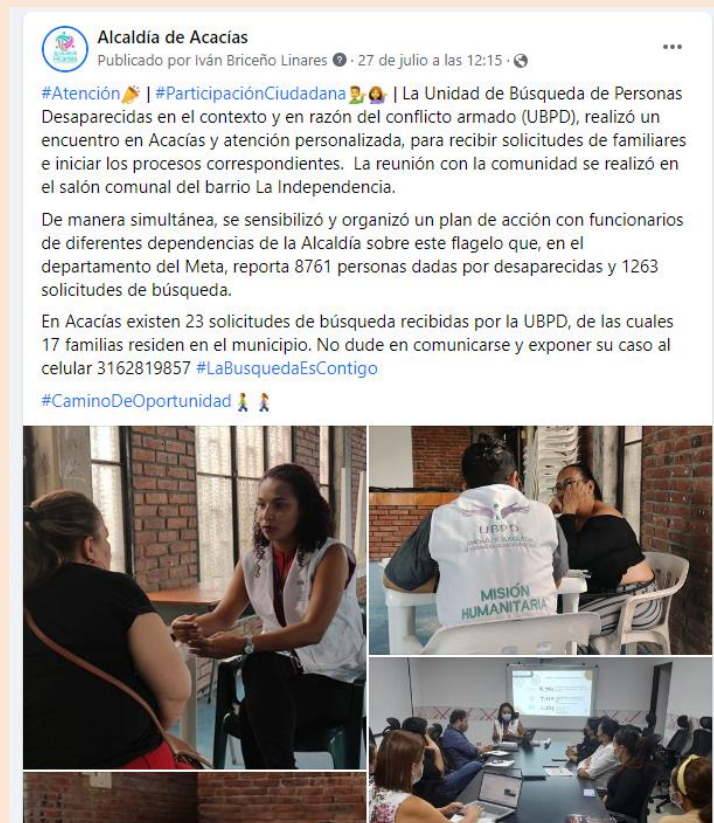 Alcaldía de Acacías
Publicado por Iván Briceño Linares · 27 de julio a las 12:15 ·
#Atención | #ParticipaciónCiudadana | La Unidad de Búsqueda de Personas
Desaparecidas en el contexto y en razón del conflicto armado (UBPD), realizó un
encuentro en Acacías y atención personalizada, para recibir solicitudes de familiares
e iniciar los procesos correspondientes. La reunión con la comunidad se realizó en
el salón comunal del barrio La Independencia.
De manera simultánea, se sensibilizó y organizó un plan de acción con funcionarios
de diferentes dependencias de la Alcaldía sobre este flagelo que, en el
departamento del Meta, reporta 8761 personas dadas por desaparecidas y 1263
solicitudes de búsqueda.
En Acacías existen 23 solicitudes de búsqueda recibidas por la UBPD, de las cuales
17 familias residen en el municipio. No dude en comunicarse y exponer su caso al
celular 3162819857 #LaBusquedaEsContigo
#CaminoDeOportunidad
UBPD
MISIÓN
HUMANITARIA